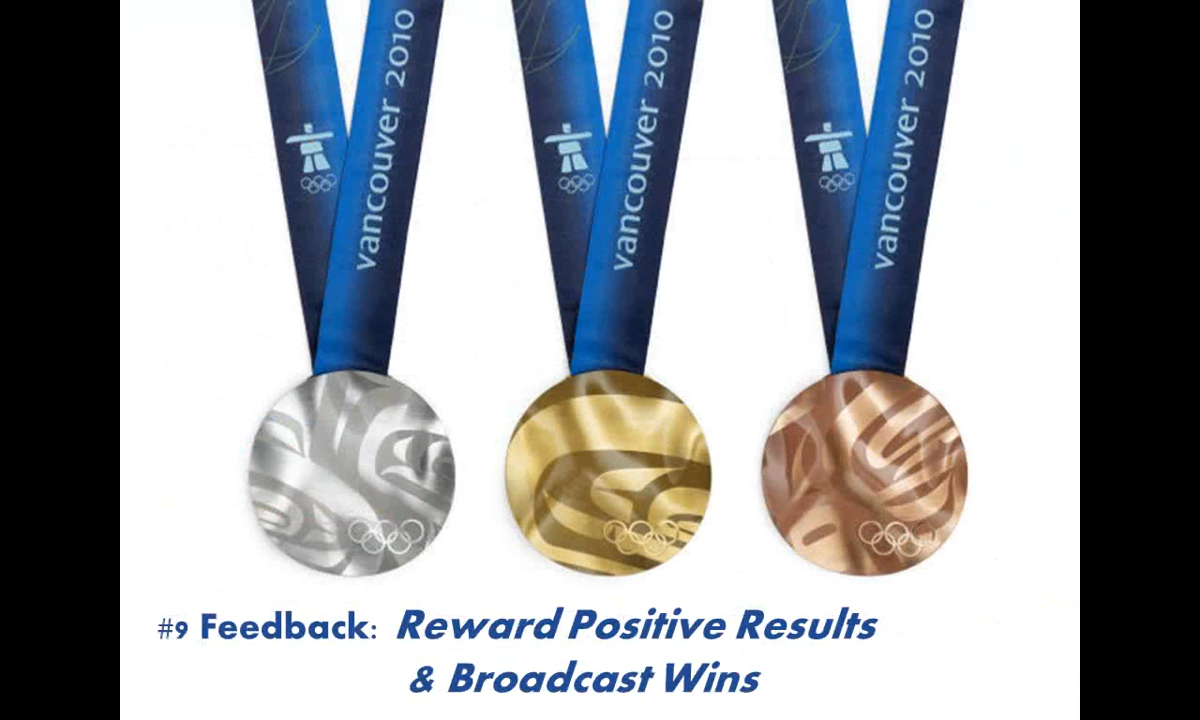 vancouver 2010
vancouver 2010
vancouver 2010
#9 Feedback: Reward Positive Results
& Broadcast Wins